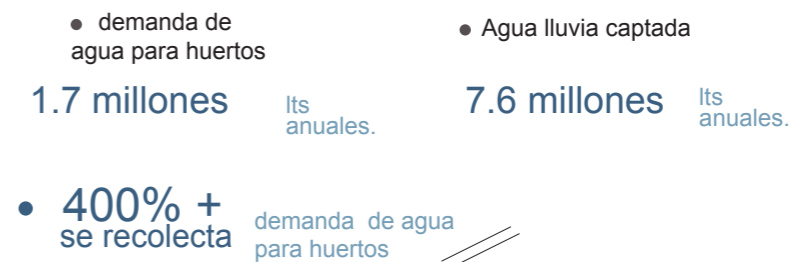 ● demanda de
agua para huertos
● Agua lluvia captada
1.7 millones lts
anuales.
7.6 millones lts
anuales.
● 400% +
se recolecta
demanda de agua
para huertos